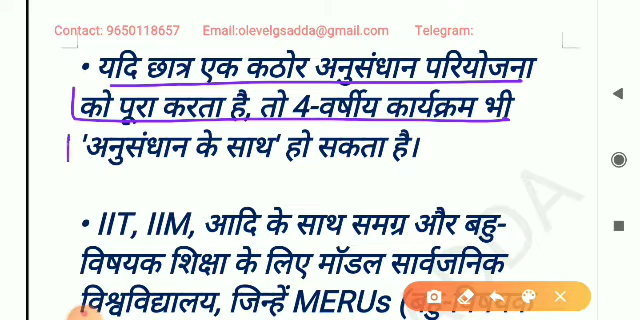 Contact: 9650118657 Email:olevelgsadda@gmail.com Telegram:
• यदि छात्र एक कठोर अनुसंधान परियोजना
को पूरा करता है, तो 4-वर्षीय कार्यक्रम भी
'अनुसंधान के साथ' हो सकता है।
• IIT, IIM, आदि के साथ समग्र और बहु-
विषयक शिक्षा के लिए मॉडल सार्वजनिक
विश्वविद्यालय, जिन्हें MERUs